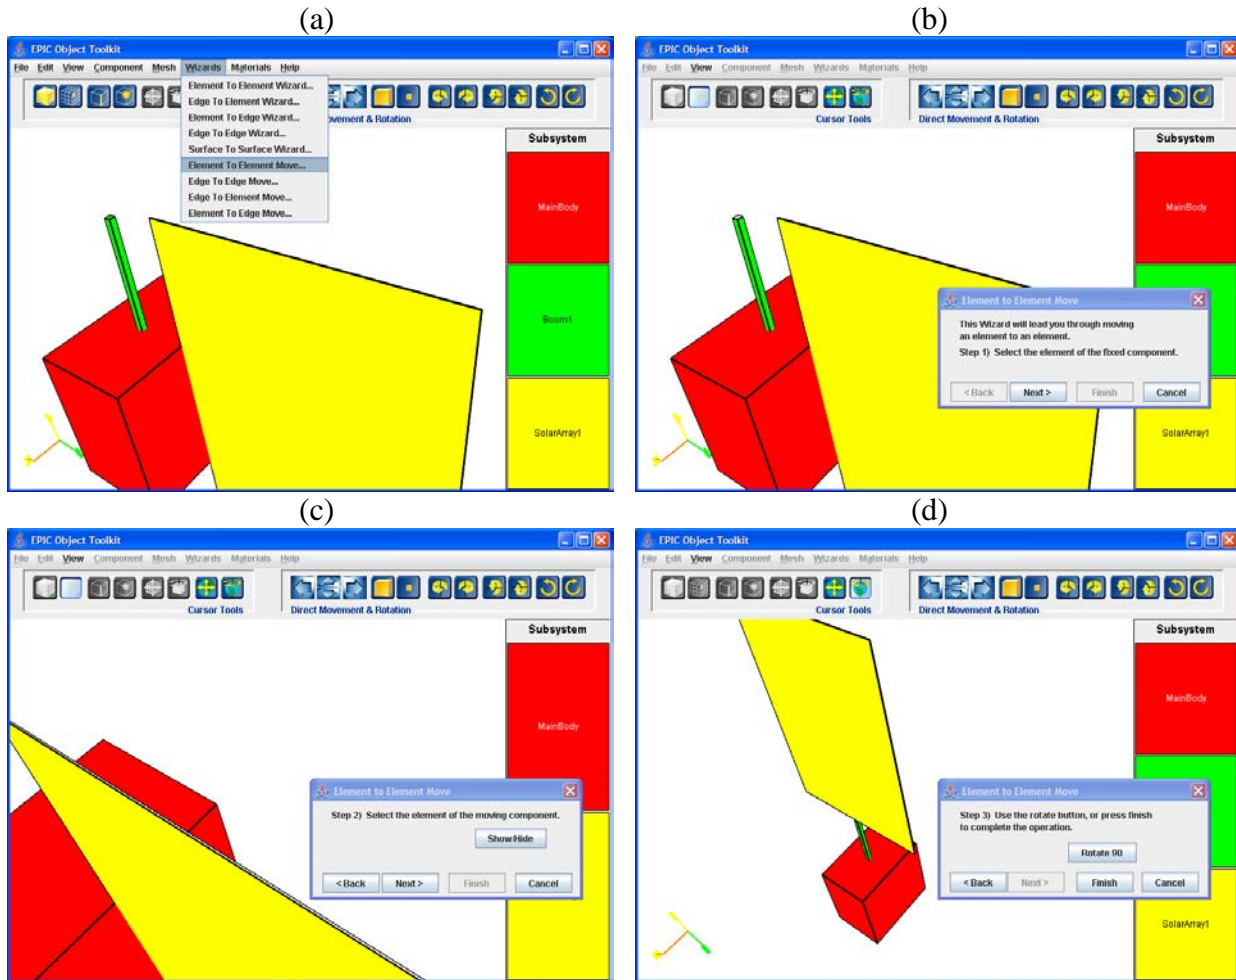 (a)
EPIC Object Toolkit
File Edit View Component Mesh Wizards Materials Help
Element To Element Wizard...
Edge To Element Wizard...
Element To Edge Wizard...
Edge To Edge Wizard...
Surface To Surface Wizard...
Element To Element Move...
Edge To Edge Move...
Edge To Element Move...
Element To Edge Move...
ovement & Rotation
Subsystem
MainBody
Boom1
SolarArray1
(b)
EPIC Object Toolkit
File Edit View Component Mesh Wizards Materials Help
Cursor Tools
Direct Movement & Rotation
Subsystem
MainBody
Element to Element Move
This Wizard will lead you through moving
an element to an element.
Step 1) Select the element of the fixed component.
< Back Next > Finish Cancel
SolarArray1
(c)
EPIC Object Toolkit
File Edit View Component Mesh Wizards Materials Help
Cursor Tools
Direct Movement & Rotation
Subsystem
MainBody
Element to Element Move
Step 2) Select the element of the moving component.
Show/Hide
< Back Next > Finish Cancel
(d)
EPIC Object Toolkit
File Edit View Component Mesh Wizards Materials Help
Cursor Tools
Direct Movement & Rotation
Subsystem
MainBody
Element to Element Move
Step 3) Use the rotate button, or press finish
to complete the operation.
Rotate 90
< Back Next > Finish Cancel
SolarArray1